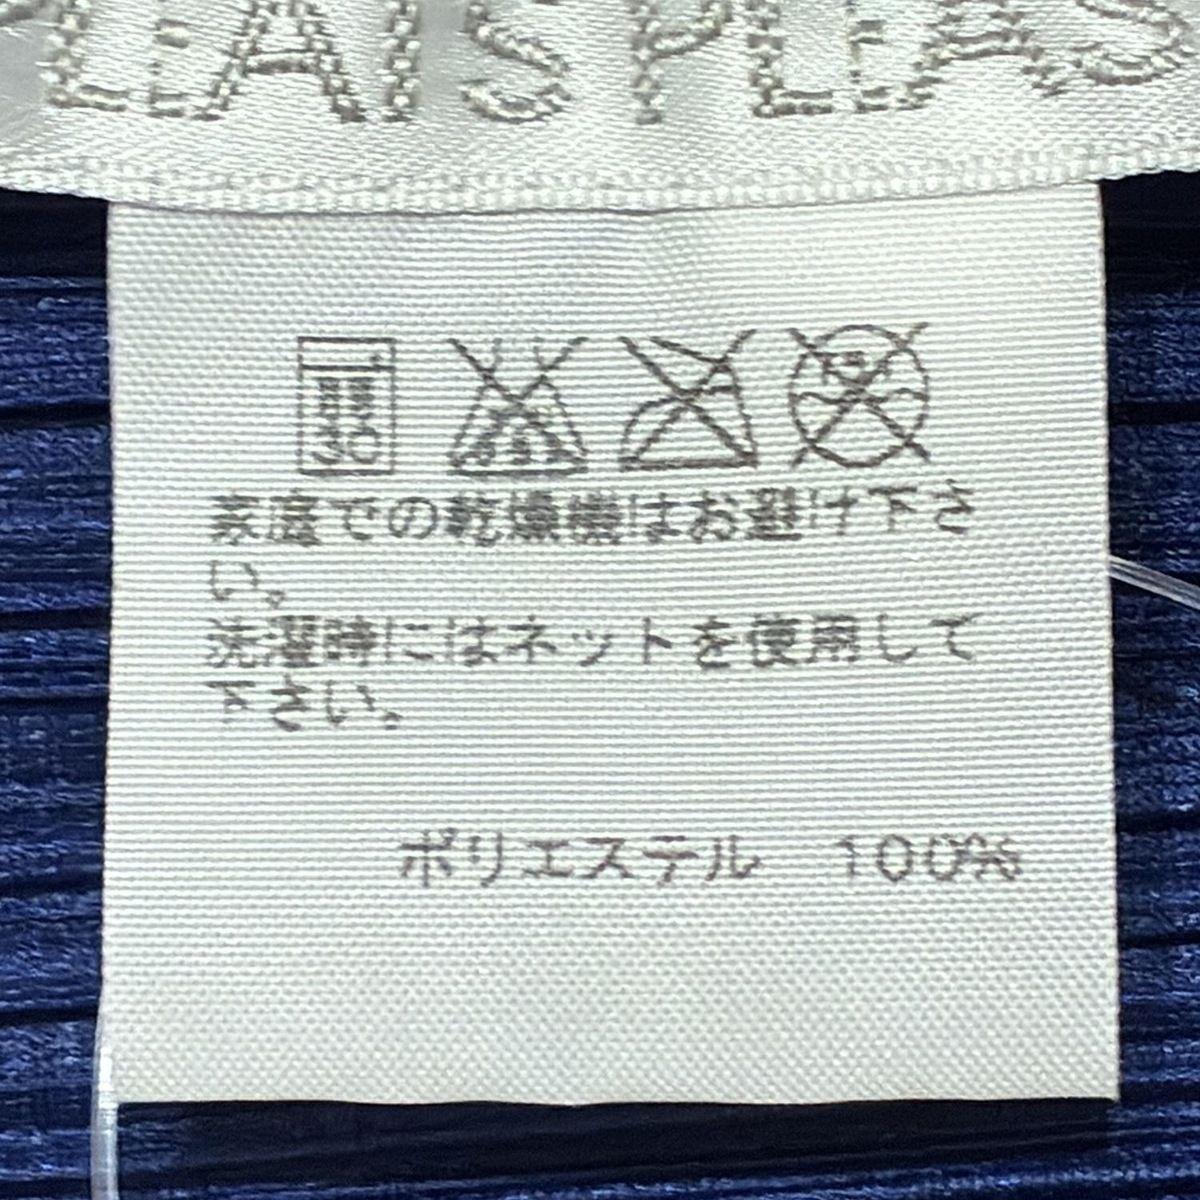 PLEATS PLEAS
30
家庭での乾燥機はお避け下さ
い。
洗濯時にはネットを使用して
下さい。
ポリエステル 100%